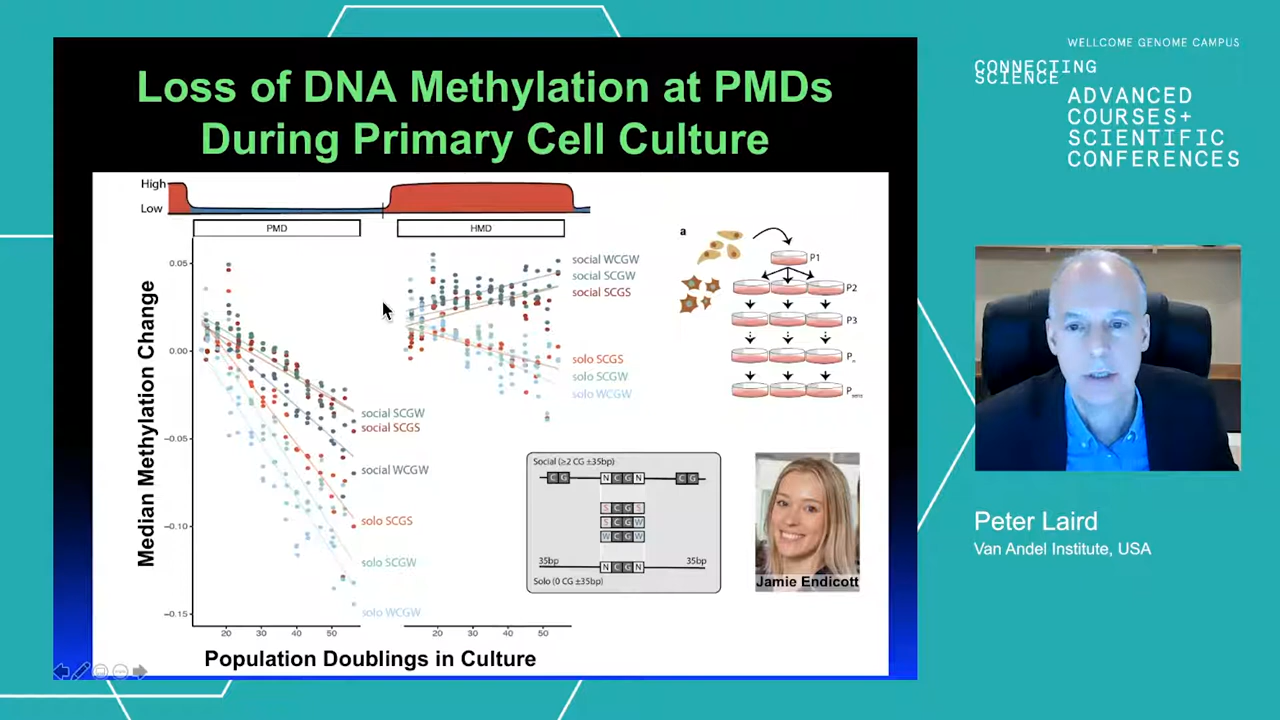 Loss of DNA Methylation at PMDs
During Primary Cell Culture
High
Low
PMD
HMD
Median Methylation Change
0.05
0.00
−0.05
−0.10
−0.15
social SCGW
social SCGS
social WCGW
solo SCGS
solo SCGW
solo WCGW
social WCGW
social SCGW
social SCGS
solo SCGS
solo SCGW
solo WCGW
20
30
40
50
20
30
40
50
Population Doublings in Culture
a
P1
P2
P3
Pn
Social (≥2 CG ±35bp)
C G
N C G N
C G
S C G S
S C G W
W C G W
35bp
N C G N
35bp
Solo (0 CG ±35bp)
Jamie Endicott
WELLCOME GENOME CAMPUS
CONNECTING
SCIENCE
ADVANCED
COURSES+
SCIENTIFIC
CONFERENCES
Peter Laird
Van Andel Institute, USA